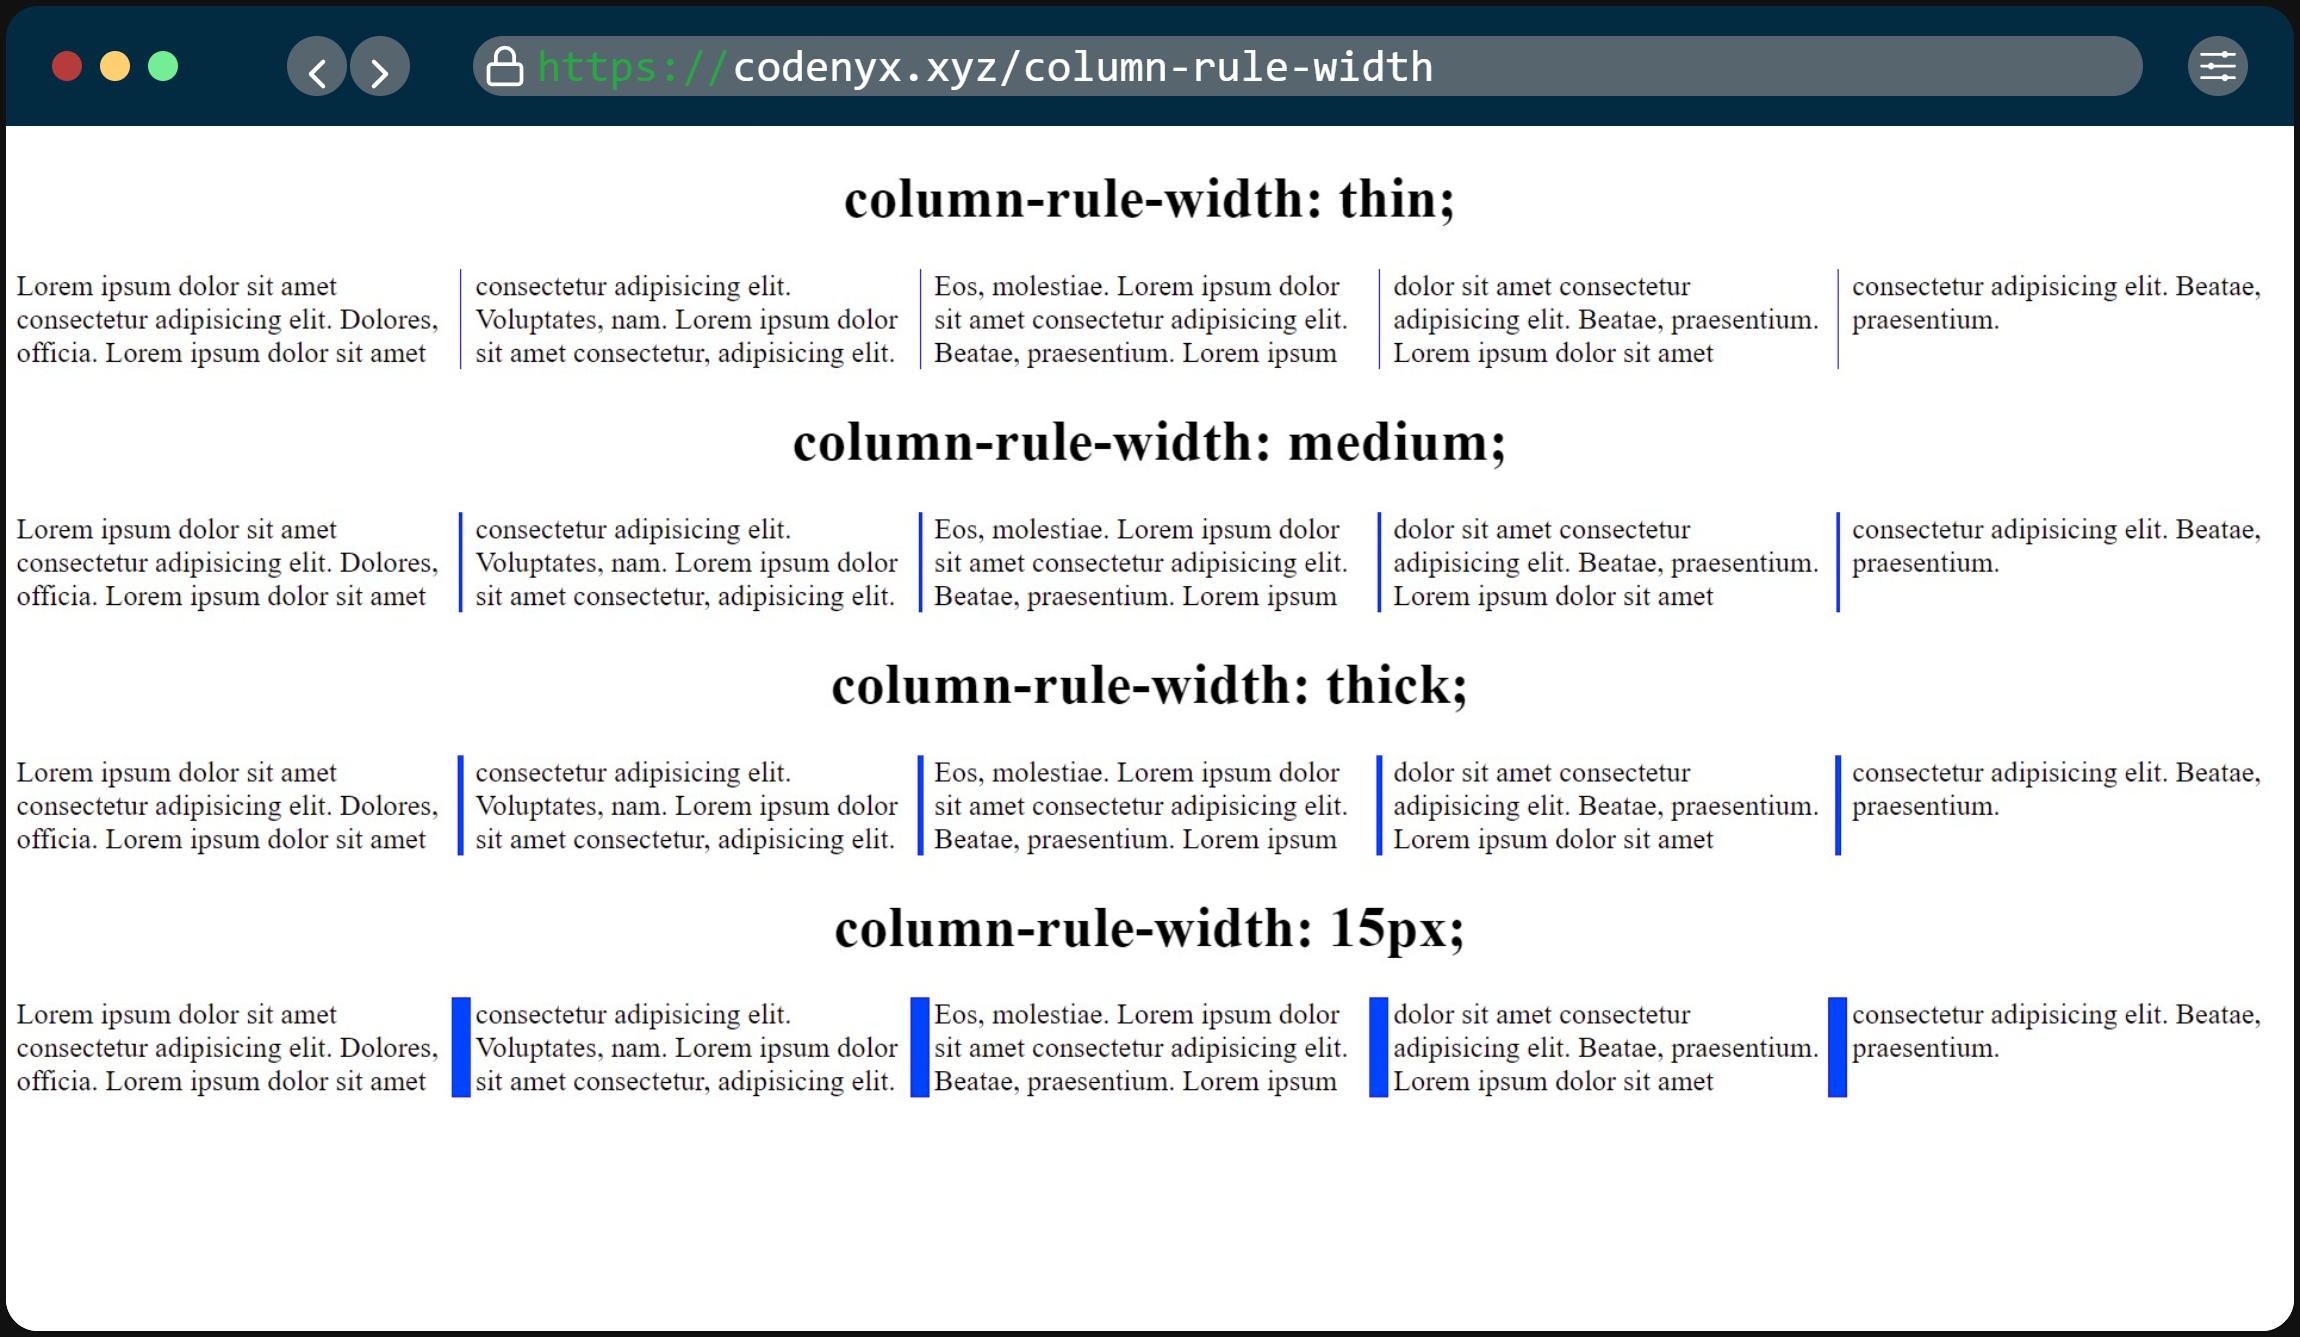 https://codenyx.xyz/column-rule-width
column-rule-width: thin;
Lorem ipsum dolor sit amet
consectetur adipisicing elit. Dolores,
officia. Lorem ipsum dolor sit amet
consectetur adipisicing elit.
Voluptates, nam. Lorem ipsum dolor
sit amet consectetur, adipisicing elit.
Eos, molestiae. Lorem ipsum dolor
sit amet consectetur adipisicing elit.
Beatae, praesentium. Lorem ipsum
dolor sit amet consectetur
adipisicing elit. Beatae, praesentium.
Lorem ipsum dolor sit amet
consectetur adipisicing elit. Beatae,
praesentium.
column-rule-width: medium;
Lorem ipsum dolor sit amet
consectetur adipisicing elit. Dolores,
officia. Lorem ipsum dolor sit amet
consectetur adipisicing elit.
Voluptates, nam. Lorem ipsum dolor
sit amet consectetur, adipisicing elit.
Eos, molestiae. Lorem ipsum dolor
sit amet consectetur adipisicing elit.
Beatae, praesentium. Lorem ipsum
dolor sit amet consectetur
adipisicing elit. Beatae, praesentium.
Lorem ipsum dolor sit amet
consectetur adipisicing elit. Beatae,
praesentium.
column-rule-width: thick;
Lorem ipsum dolor sit amet
consectetur adipisicing elit. Dolores,
officia. Lorem ipsum dolor sit amet
consectetur adipisicing elit.
Voluptates, nam. Lorem ipsum dolor
sit amet consectetur, adipisicing elit.
Eos, molestiae. Lorem ipsum dolor
sit amet consectetur adipisicing elit.
Beatae, praesentium. Lorem ipsum
dolor sit amet consectetur
adipisicing elit. Beatae, praesentium.
Lorem ipsum dolor sit amet
consectetur adipisicing elit. Beatae,
praesentium.
column-rule-width: 15px;
Lorem ipsum dolor sit amet
consectetur adipisicing elit. Dolores,
officia. Lorem ipsum dolor sit amet
consectetur adipisicing elit.
Voluptates, nam. Lorem ipsum dolor
sit amet consectetur, adipisicing elit.
Eos, molestiae. Lorem ipsum dolor
sit amet consectetur adipisicing elit.
Beatae, praesentium. Lorem ipsum
dolor sit amet consectetur
adipisicing elit. Beatae, praesentium.
Lorem ipsum dolor sit amet
consectetur adipisicing elit. Beatae,
praesentium.